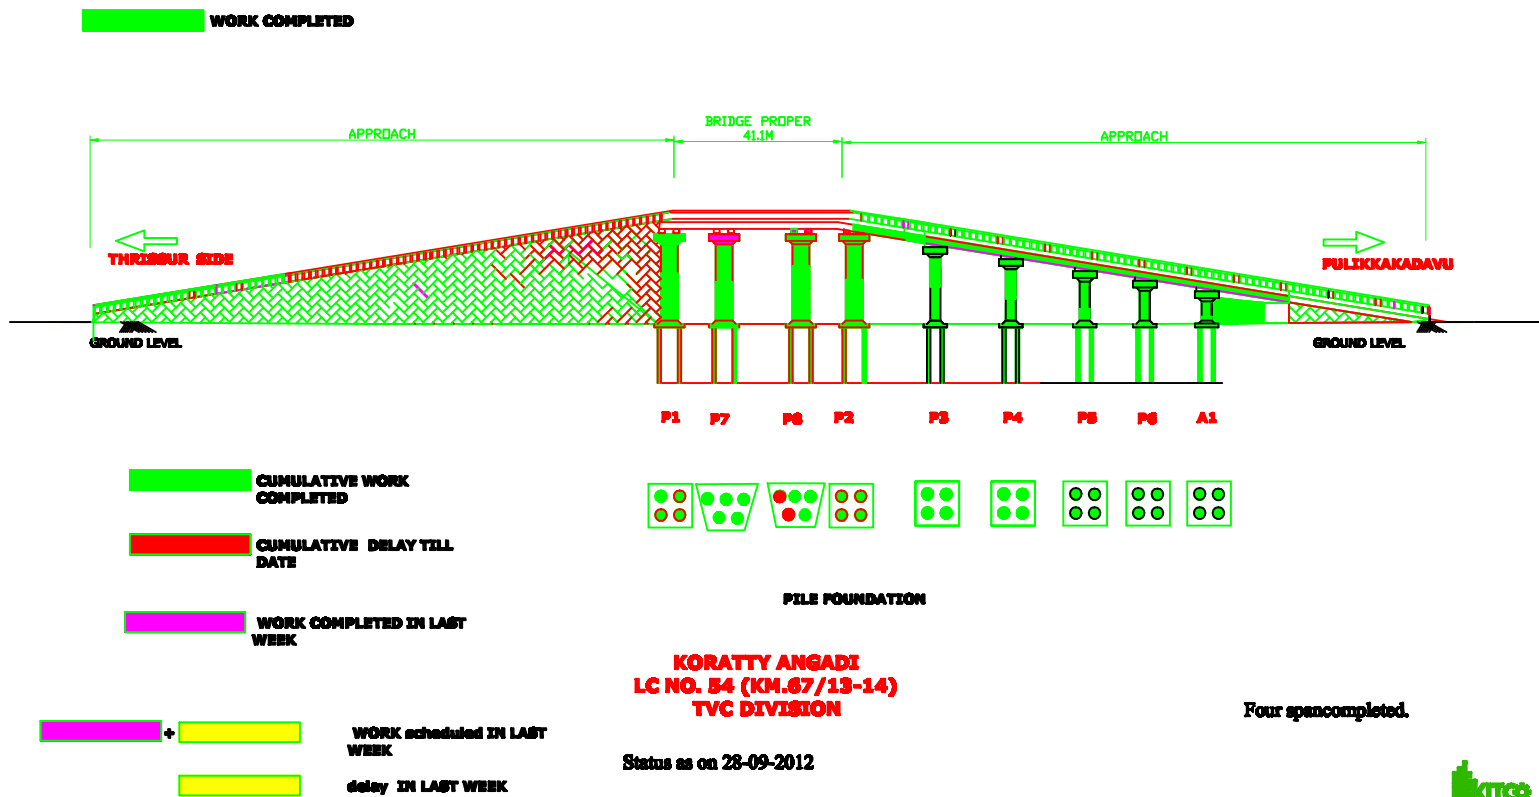 WORK COMPLETED
BRIDGE PROPER
APPROACH 41.1M APPROACH
THRISSUR SIDE
PULIKKAKADAVU
GROUND LEVEL GROUND LEVEL
P1 P7 P8 P2 P3 P4 P5 P6 A1
CUMULATIVE WORK
COMPLETED
CUMULATIVE DELAY TILL
DATE
PILE FOUNDATION
WORK COMPLETED IN LAST
WEEK
KORATTY ANGADI
LC NO. 54 (KM.67/13-14)
TVC DIVISION
Four spancompleted.
+ WORK scheduled IN LAST
WEEK
Status as on 28-09-2012
delay IN LAST WEEK
KITCO